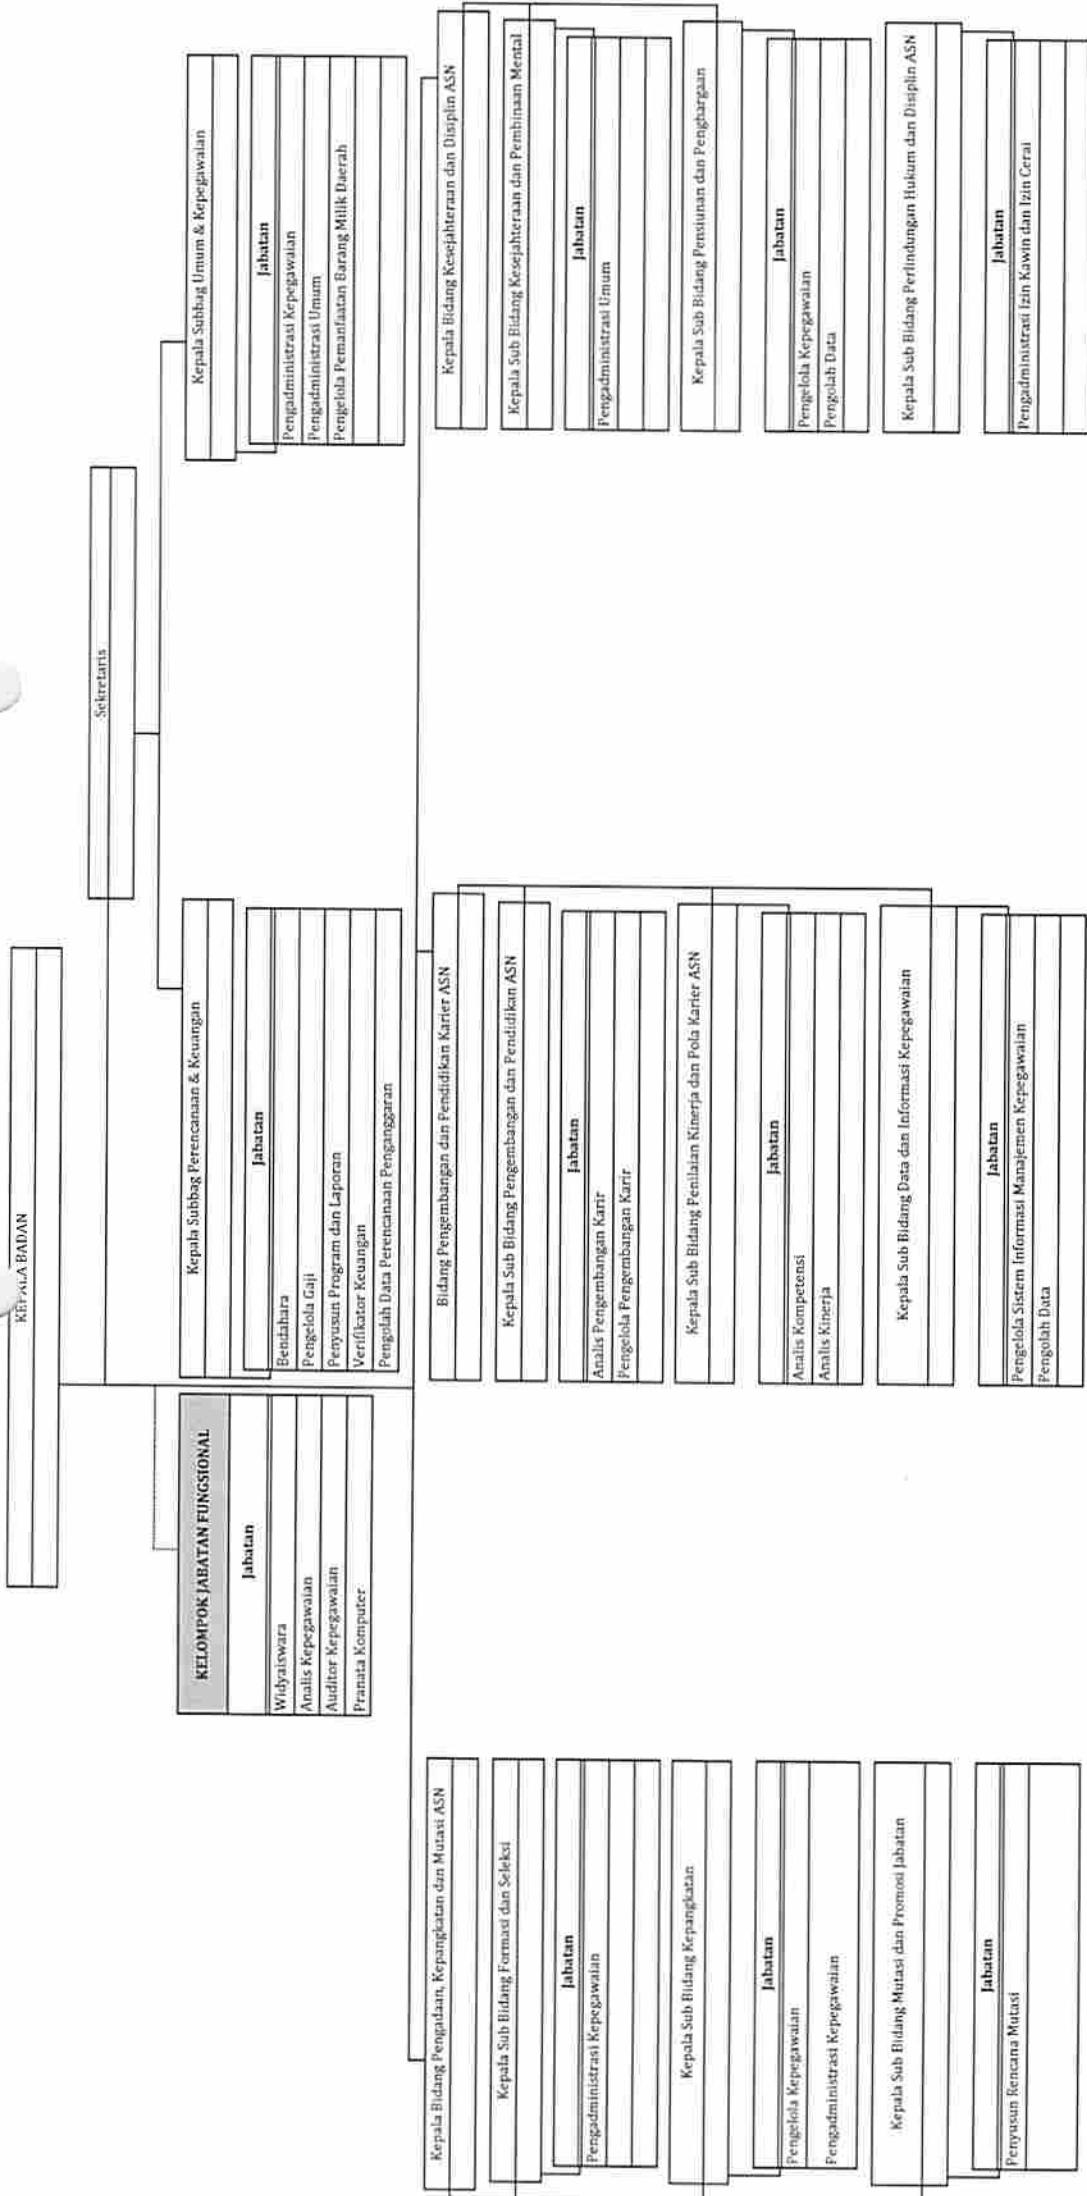 KEPALA BADAN
Sekretaris
KELOMPOK JABATAN FUNGSIONAL
Jabatan
Widyaiswara
Analis Kepegawaian
Auditor Kepegawaian
Pranata Komputer
Kepala Subbag Perencanaan & Keuangan
Jabatan
Bendahara
Pengelola Gaji
Penyusun Program dan Laporan
Verifikator Keuangan
Pengolah Data Perencanaan Penganggaran
Kepala Subbag Umum & Kepegawaian
Jabatan
Pengadministrasi Kepegawaian
Pengadministrasi Umum
Pengelola Pemanfaatan Barang Milik Daerah
Kepala Bidang Pengadaan, Kepangkatan dan Mutasi ASN
Kepala Sub Bidang Formasi dan Seleksi
Jabatan
Pengadministrasi Kepegawaian
Kepala Sub Bidang Kepangkatan
Jabatan
Pengelola Kepegawaian
Pengadministrasi Kepegawaian
Kepala Sub Bidang Mutasi dan Promosi Jabatan
Jabatan
Penyusun Rencana Mutasi
Bidang Pengembangan dan Pendidikan Karier ASN
Kepala Sub Bidang Pengembangan dan Pendidikan ASN
Jabatan
Analis Pengembangan Karir
Pengelola Pengembangan Karir
Kepala Sub Bidang Penilaian Kinerja dan Pola Karier ASN
Jabatan
Analis Kompetensi
Analis Kinerja
Kepala Sub Bidang Data dan Informasi Kepegawaian
Jabatan
Pengelola Sistem Informasi Manajemen Kepegawaian
Pengolah Data
Kepala Bidang Kesejahteraan dan Disiplin ASN
Kepala Sub Bidang Kesejahteraan dan Pembinaan Mental
Jabatan
Pengadministrasi Umum
Kepala Sub Bidang Pensiunan dan Penghargaan
Jabatan
Pengelola Kepegawaian
Pengolah Data
Kepala Sub Bidang Perlindungan Hukum dan Disiplin ASN
Jabatan
Pengadministrasi Izin Kawin dan Izin Cerai